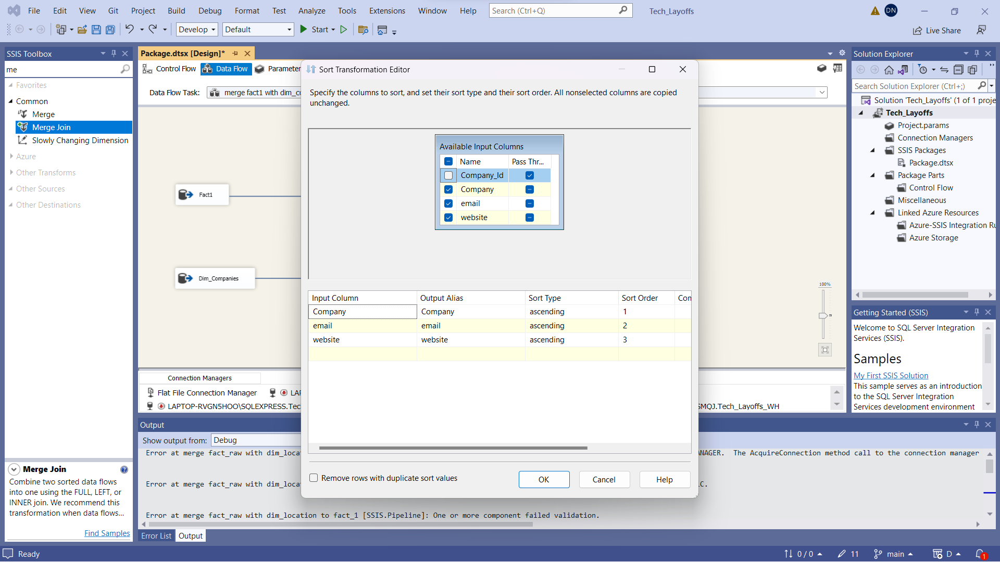 File Edit View Git Project Build Debug Format Test Analyze Tools Extensions Window Help Search (Ctrl+Q) Tech_Layoffs DN
Develop Default Start Live Share
SSIS Toolbox
me
Favorites
Common
Merge
Merge Join
Slowly Changing Dimension
Azure
Other Transforms
Other Sources
Other Destinations
Merge Join
Combine two sorted data flows
into one using the FULL, LEFT, or
INNER join. We recommend this
transformation when data flows...
Find Samples
Package.dtsx [Design]*
Control Flow Data Flow Parameter
Data Flow Task: merge fact1 with dim_co
Fact1
Dim_Companies
100%
Connection Managers
Flat File Connection Manager LAP
LAPTOP-RVGN5HOO\SQLEXPRESS.Tec SMQJ.Tech_Layoffs_WH
Sort Transformation Editor
Specify the columns to sort, and set their sort type and their sort order. All nonselected columns are copied
unchanged.
Available Input Columns
Name Pass Thr...
Company_Id
Company
email
website
Input Column Output Alias Sort Type Sort Order Con
Company Company ascending 1
email email ascending 2
website website ascending 3
Remove rows with duplicate sort values
OK Cancel Help
Output
Show output from: Debug
Error at merge fact_raw with dim_locat ANAGER.  The AcquireConnection method call to the connection manager
Error at merge fact_raw with dim_locat C.
Error at merge fact_raw with dim_location to fact_1 [SSIS.Pipeline]: One or more component failed validation.
Error List Output
Solution Explorer
Search Solution Explorer (Ctrl+;)
Solution 'Tech_Layoffs' (1 of 1 proje
Tech_Layoffs
Project.params
Connection Managers
SSIS Packages
Package.dtsx
Package Parts
Control Flow
Miscellaneous
Linked Azure Resources
Azure-SSIS Integration Ru
Azure Storage
Getting Started (SSIS)
Welcome to SQL Server Integration
Services (SSIS).
Samples
My First SSIS Solution
This sample serves as an introduction
to the SQL Server Integration
Services development environment
Ready 0 / 0 11 main D 1